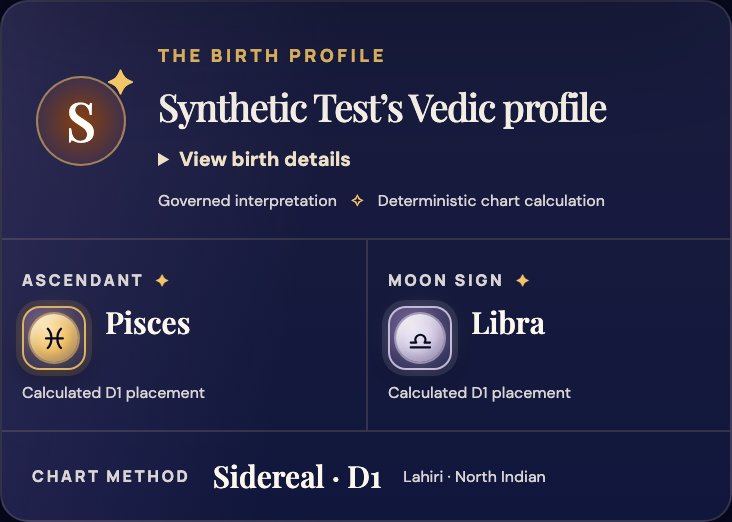 THE BIRTH PROFILE
S
Synthetic Test’s Vedic profile
▶ View birth details
Governed interpretation ✧ Deterministic chart calculation
ASCENDANT ✦
♓
Pisces
Calculated D1 placement
MOON SIGN ✦
♎
Libra
Calculated D1 placement
CHART METHOD Sidereal · D1 Lahiri · North Indian